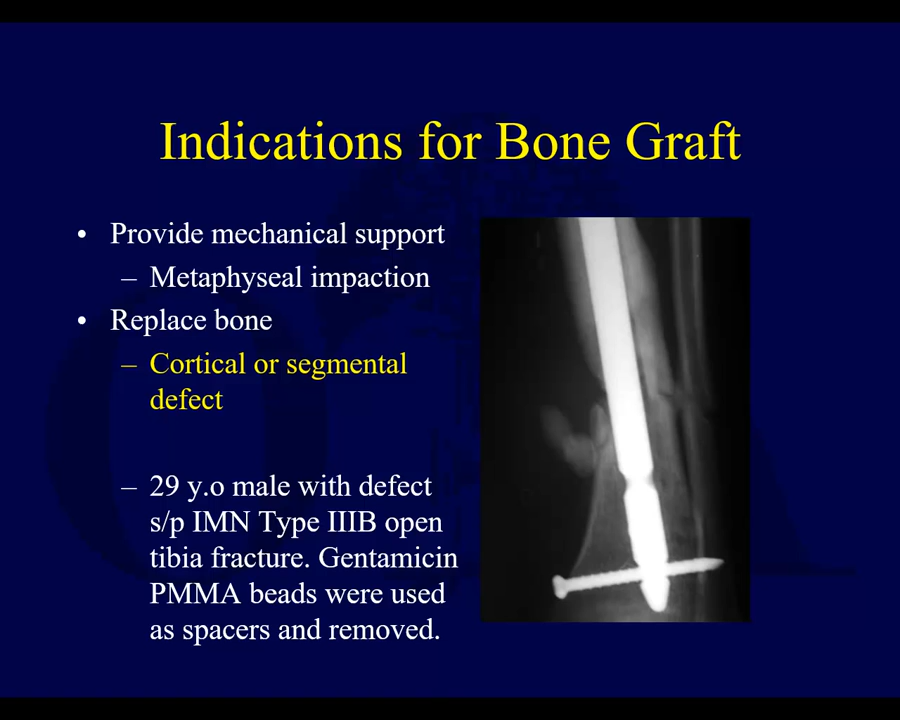 Indications for Bone Graft
• Provide mechanical support
– Metaphyseal impaction
• Replace bone
– Cortical or segmental
defect
– 29 y.o male with defect
s/p IMN Type IIIB open
tibia fracture. Gentamicin
PMMA beads were used
as spacers and removed.